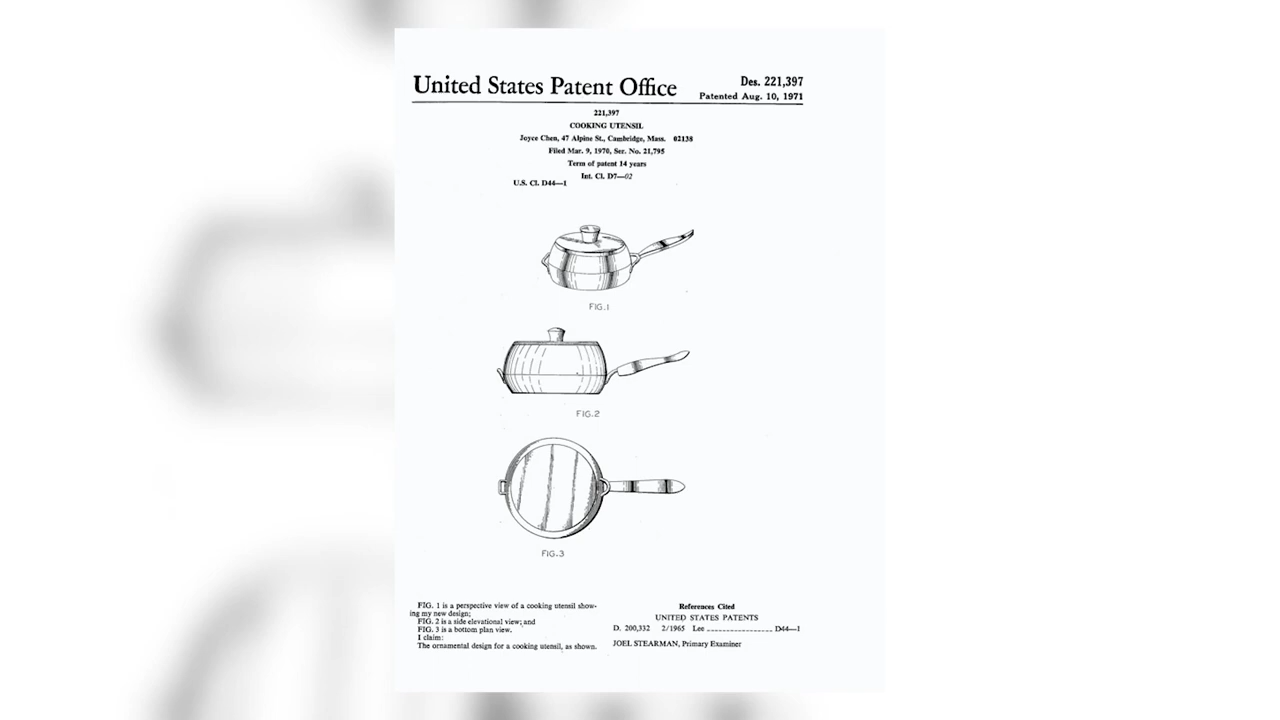 United States Patent Office
Des. 221,397
Patented Aug. 10, 1971
221,397
COOKING UTENSIL
Joyce Chen, 47 Alpine St., Cambridge, Mass. 02138
Filed Mar. 9, 1970, Ser. No. 21,795
Term of patent 14 years
Int. Cl. D7—02
U.S. Cl. D44—1
FIG.1
FIG.2
FIG.3
FIG. 1 is a perspective view of a cooking utensil show-
ing my new design;
FIG. 2 is a side elevational view; and
FIG. 3 is a bottom plan view.
I claim:
The ornamental design for a cooking utensil, as shown.
References Cited
UNITED STATES PATENTS
D. 200,332 2/1965 Lee ---------------- D44—1
JOEL STEARMAN, Primary Examiner